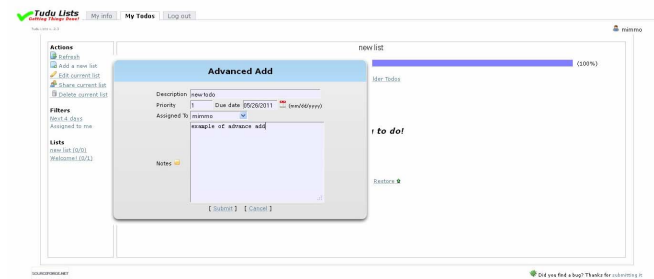 Tudu Lists
Getting Things Done!
My info
My Todos
Log out
mimmo
Actions
Refresh
Add a new list
Edit current list
Share current list
Delete current list
Filters
Next 4 days
Assigned to me
Lists
new list (0/0)
Welcome! (0/1)
new list
(100%)
lder Todos
g to do!
Restore
Advanced Add
Description new todo
Priority 1 Due date 05/28/2011 (mm/dd/yyyy)
Assigned To mimmo
example of advance add
Notes
[ Submit ] [ Cancel ]
SOURCEFORGE.NET
Did you find a bug? Thanks for submitting it